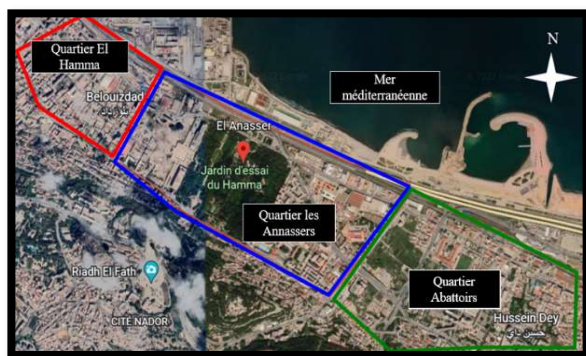 Quartier El
Hamma
N
Mer
méditerranéenne
Belouizdad
بلوزداد
El Anasser
Jardin d'essai
du Hamma
Quartier les
Annassers
Riadh El Fath
CITÉ NADOR
Quartier
Abattoirs
Hussein Dey
حسين داي